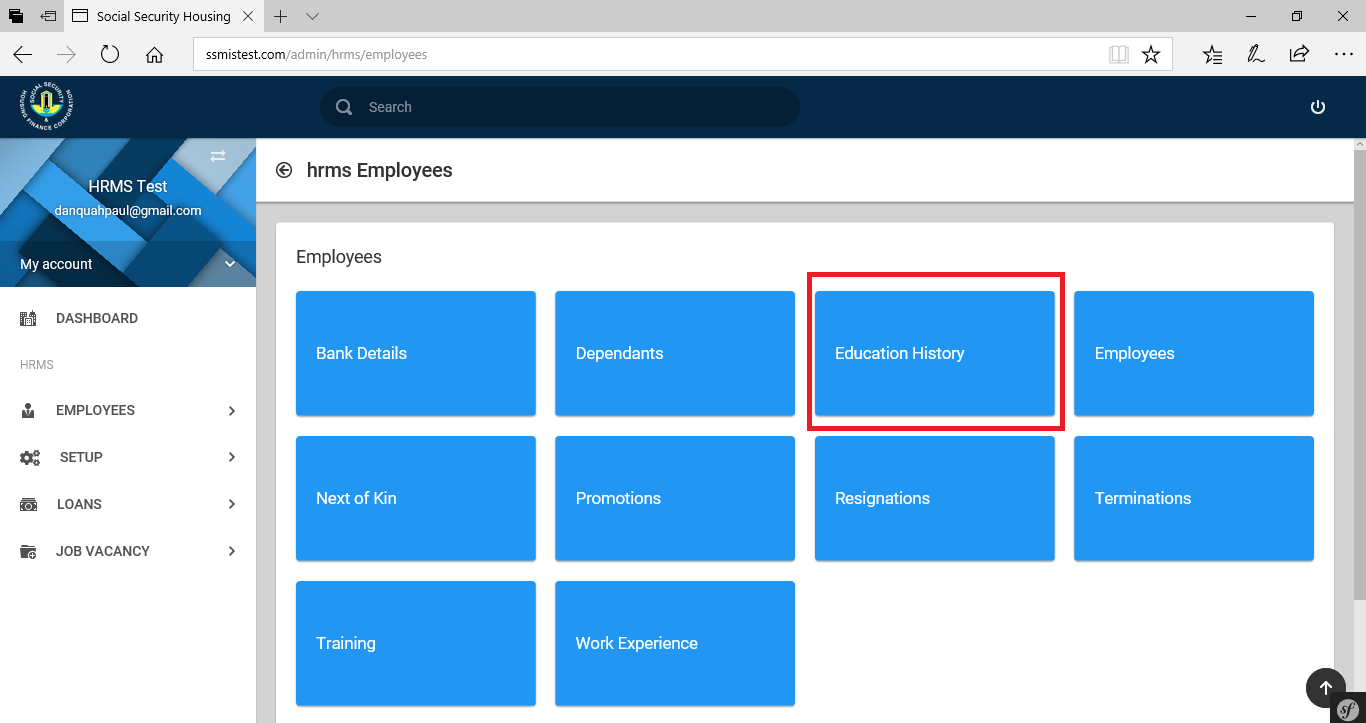 Social Security Housing
ssmistest.com/admin/hrms/employees
SOCIAL SECURITY
&
HOUSING FINANCE CORPORATION
Search
HRMS Test
danquahpaul@gmail.com
My account
DASHBOARD
HRMS
EMPLOYEES
SETUP
LOANS
JOB VACANCY
hrms Employees
Employees
Bank Details
Dependants
Education History
Employees
Next of Kin
Promotions
Resignations
Terminations
Training
Work Experience
sf